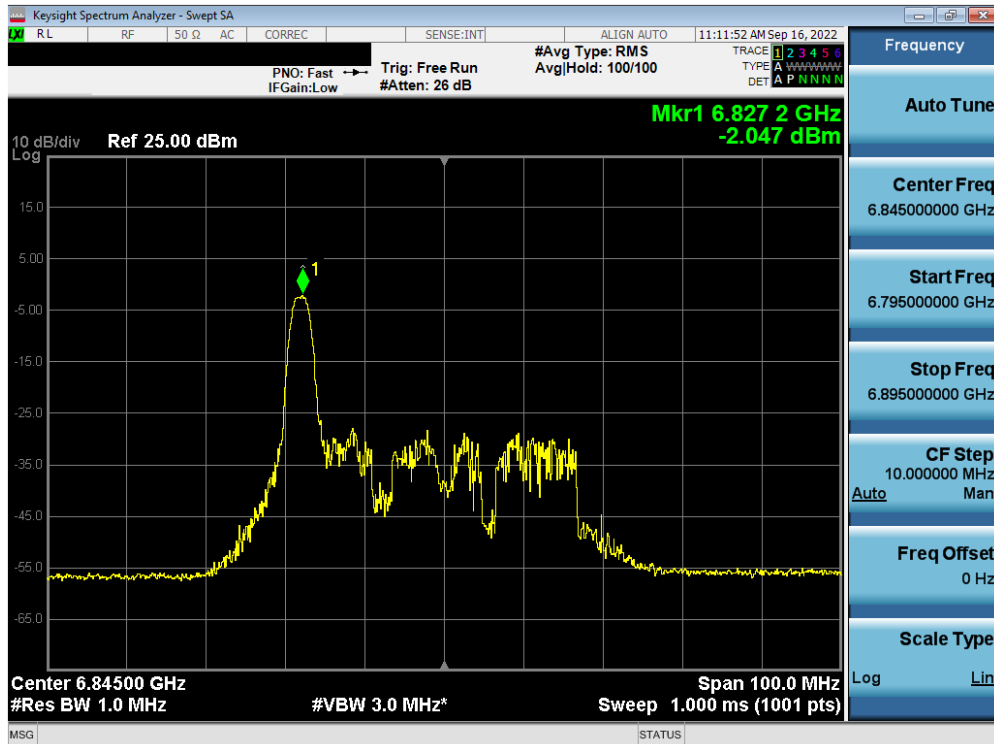 Keysight Spectrum Analyzer - Swept SA
LXI RL RF 50 Ω AC CORREC SENSE:INT ALIGN AUTO 11:11:52 AM Sep 16, 2022
PNO: Fast
IFGain:Low
Trig: Free Run
#Atten: 26 dB
#Avg Type: RMS
Avg|Hold: 100/100
TRACE 1 2 3 4 5 6
TYPE A WWWWW
DET A P N N N N
Mkr1 6.827 2 GHz
-2.047 dBm
10 dB/div Ref 25.00 dBm
Log
15.0
5.00
-5.00
-15.0
-25.0
-35.0
-45.0
-55.0
-65.0
1
Center 6.84500 GHz Span 100.0 MHz
#Res BW 1.0 MHz #VBW 3.0 MHz* Sweep 1.000 ms (1001 pts)
MSG STATUS
Frequency
Auto Tune
Center Freq
6.845000000 GHz
Start Freq
6.795000000 GHz
Stop Freq
6.895000000 GHz
CF Step
10.000000 MHz
Auto Man
Freq Offset
0 Hz
Scale Type
Log Lin